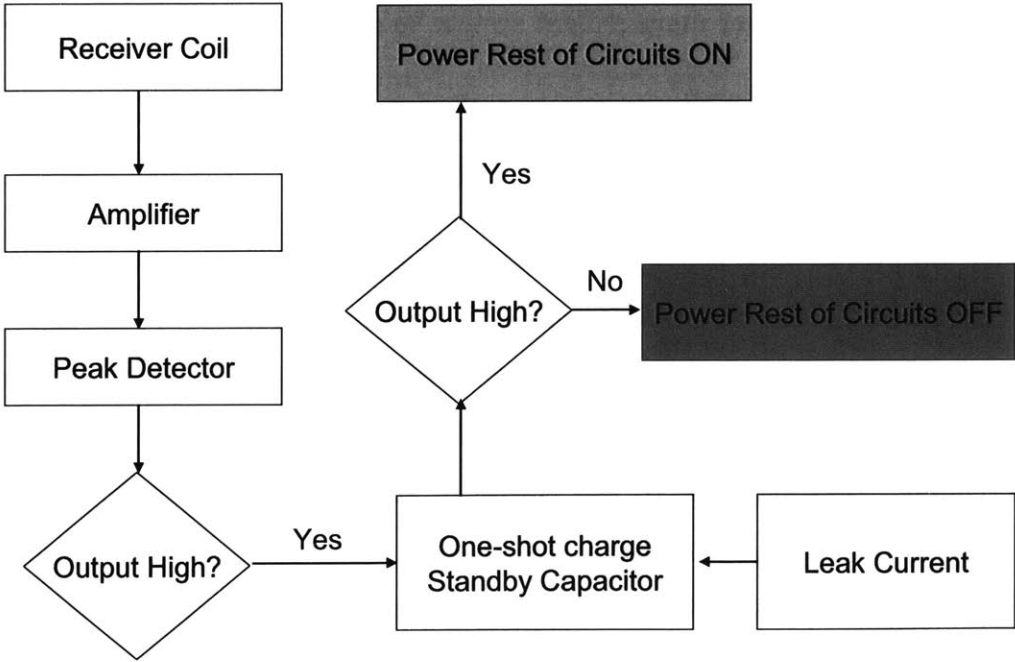 Receiver Coil
Amplifier
Peak Detector
Output High?
Yes
One-shot charge
Standby Capacitor
Leak Current
Output High?
Yes
Power Rest of Circuits ON
No
Power Rest of Circuits OFF